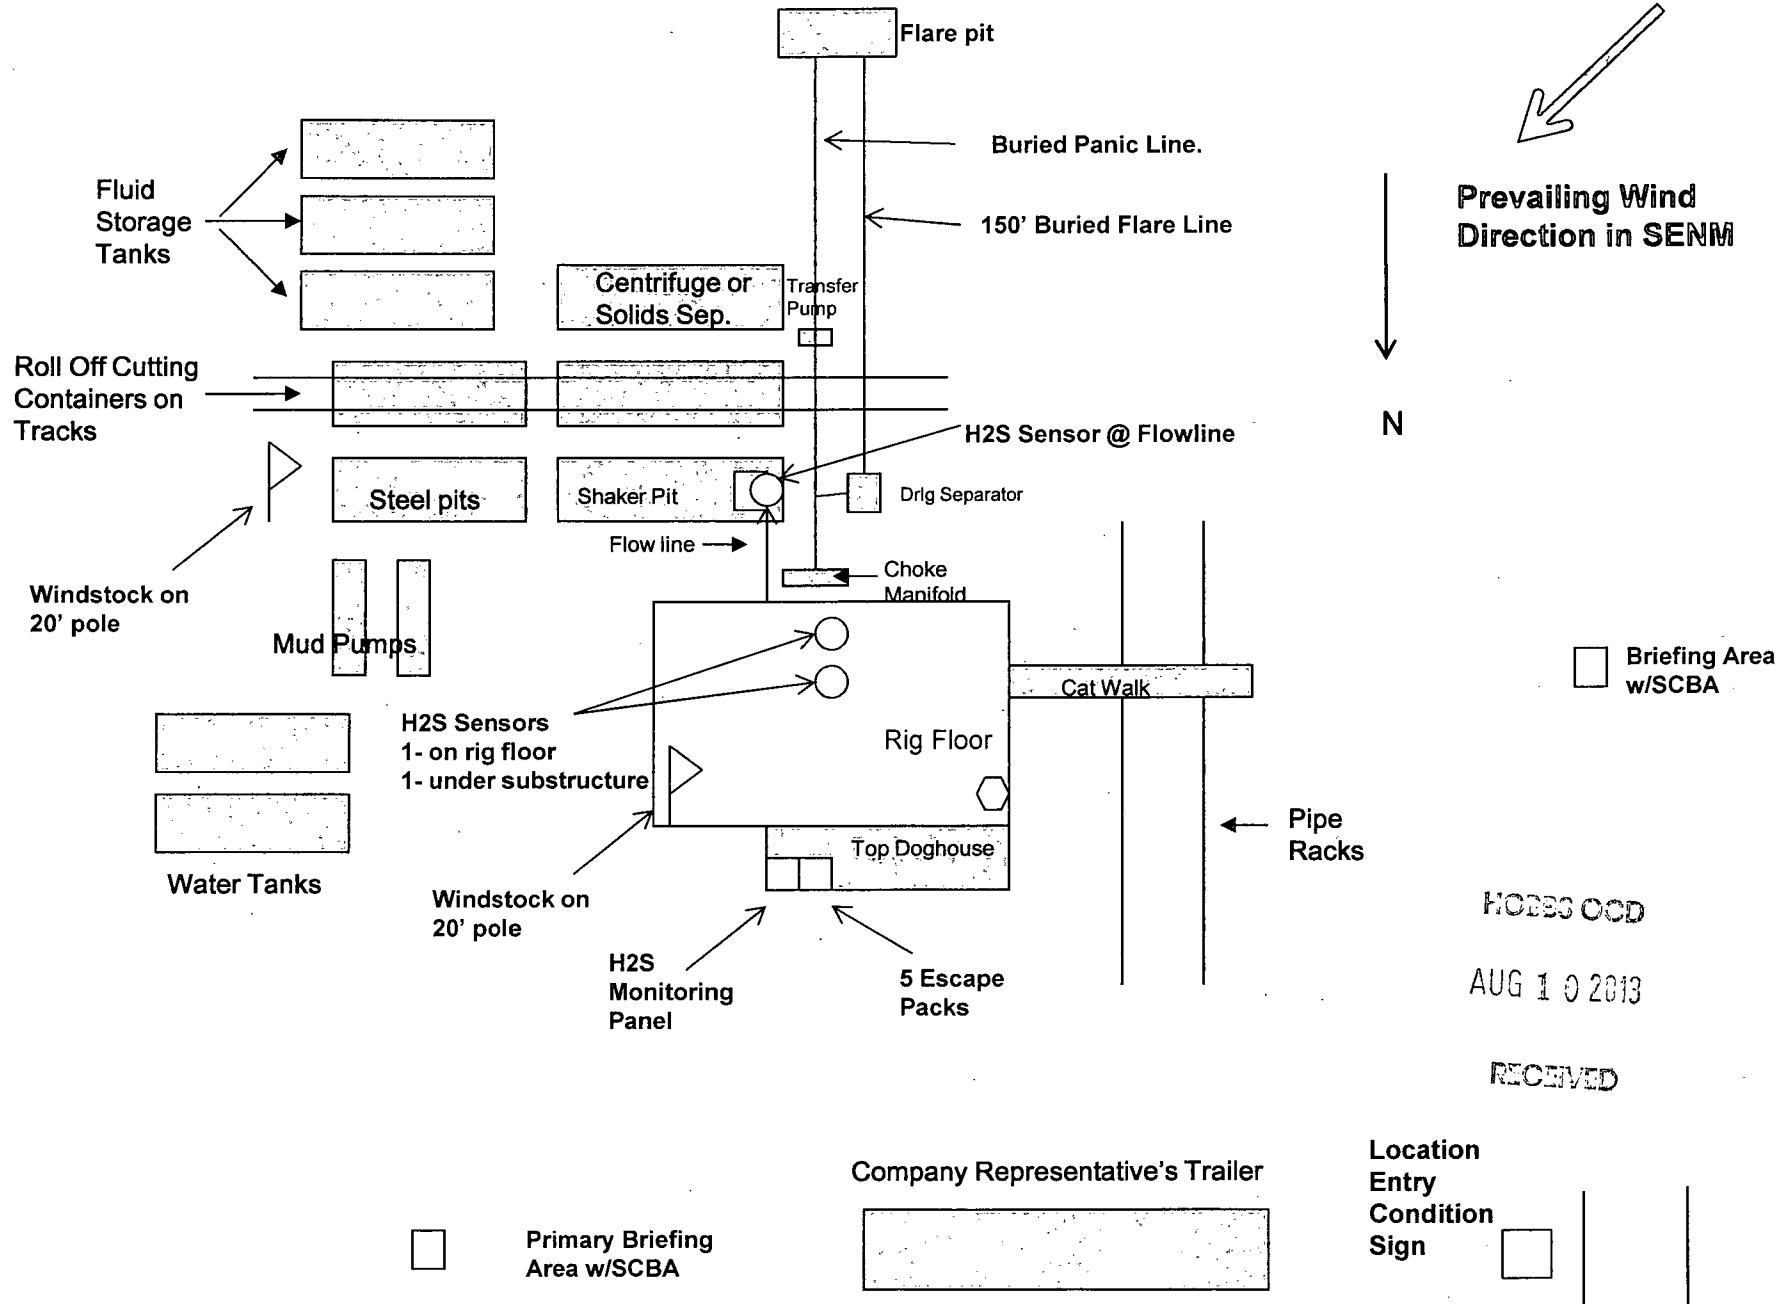 Flare pit
Buried Panic Line.
Prevailing Wind
Direction in SENM
Fluid
Storage
Tanks
150' Buried Flare Line
Centrifuge or
Solids Sep.
Transfer
Pump
Roll Off Cutting
Containers on
Tracks
N
H2S Sensor @ Flowline
Steel pits
Shaker Pit
Drlg Separator
Flow line
Choke
Manifold
Windstock on
20' pole
Mud Pumps
Briefing Area
w/SCBA
Cat Walk
H2S Sensors
1- on rig floor
1- under substructure
Rig Floor
Pipe
Racks
Top Doghouse
Water Tanks
Windstock on
20' pole
H2S
Monitoring
Panel
5 Escape
Packs
HOBBS OCD
AUG 10 2013
RECEIVED
Location
Entry
Condition
Sign
Company Representative's Trailer
Primary Briefing
Area w/SCBA